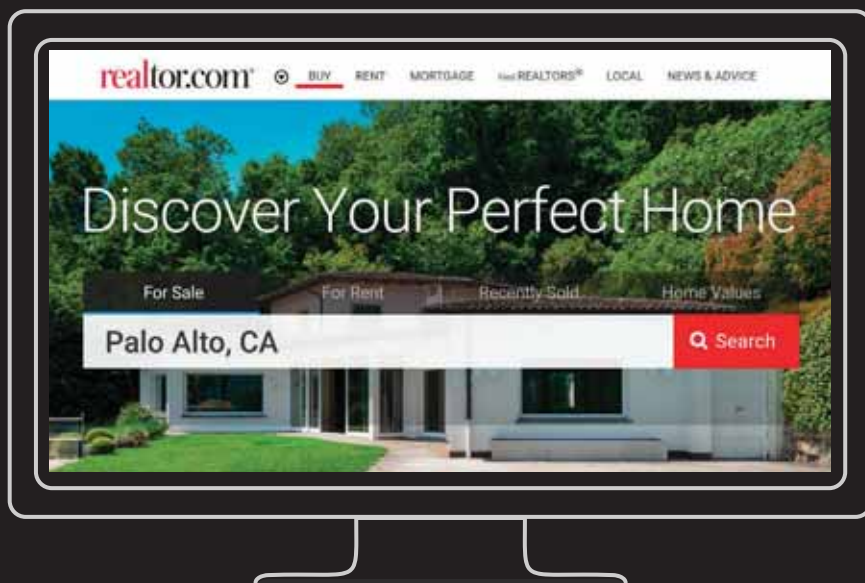 realtor.com® BUY RENT MORTGAGE Find REALTORS® LOCAL NEWS & ADVICE
Discover Your Perfect Home
For Sale For Rent Recently Sold Home Values
Palo Alto, CA Search